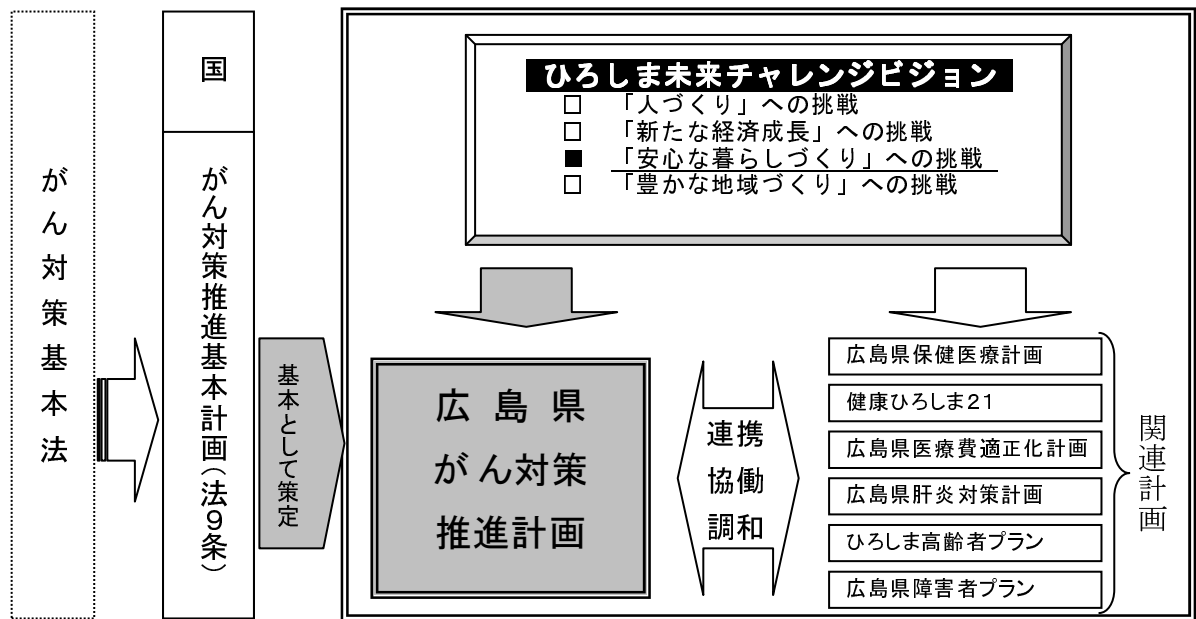 がん対策基本法
国
がん対策推進基本計画(法9条)
基本として策定
ひろしま未来チャレンジビジョン
□ 「人づくり」への挑戦
□ 「新たな経済成長」への挑戦
■ 「安心な暮らしづくり」への挑戦
□ 「豊かな地域づくり」への挑戦
広島県
がん対策
推進計画
連携
協働
調和
広島県保健医療計画
健康ひろしま21
広島県医療費適正化計画
広島県肝炎対策計画
ひろしま高齢者プラン
広島県障害者プラン
関連計画